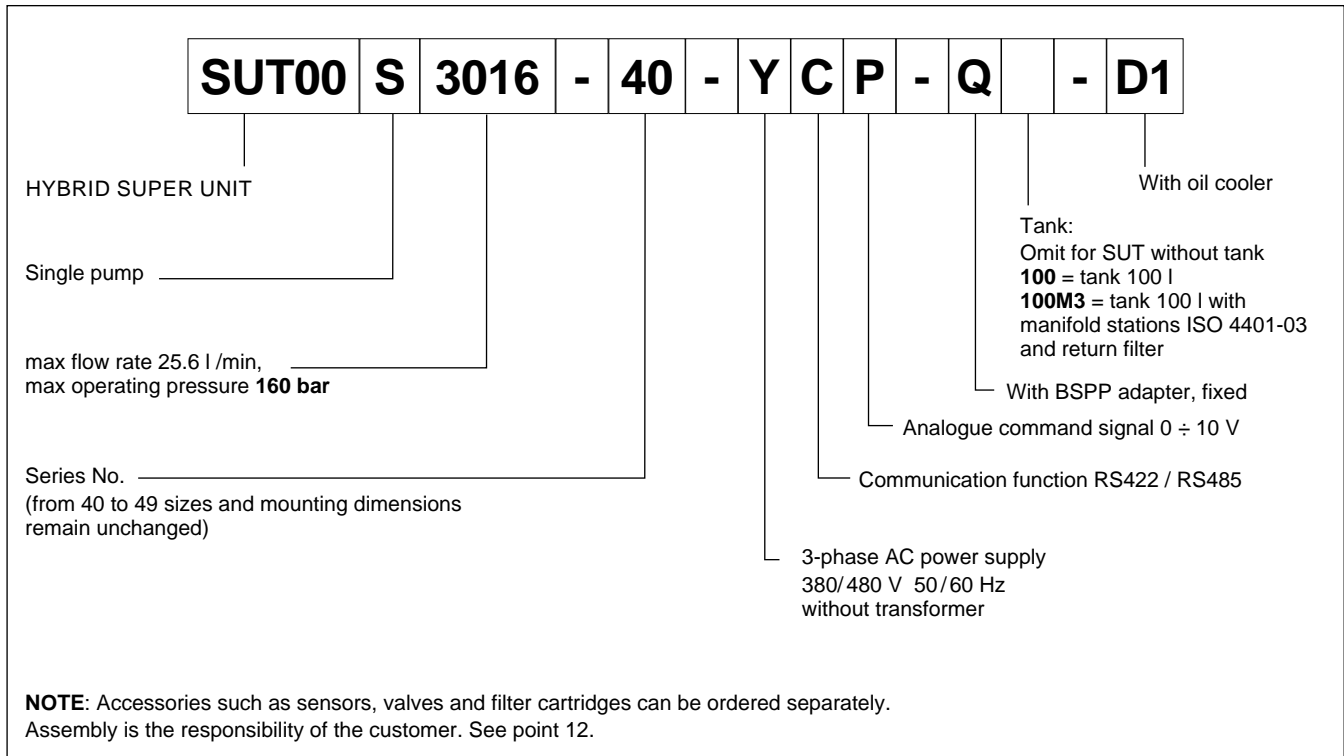 SUT00 S 3016 - 40 - Y C P - Q - D1
HYBRID SUPER UNIT
Single pump
max flow rate 25.6 l /min,
max operating pressure 160 bar
Series No.
(from 40 to 49 sizes and mounting dimensions
remain unchanged)
With oil cooler
Tank:
Omit for SUT without tank
100 = tank 100 l
100M3 = tank 100 l with
manifold stations ISO 4401-03
and return filter
With BSPP adapter, fixed
Analogue command signal 0 ÷ 10 V
Communication function RS422 / RS485
3-phase AC power supply
380/480 V 50/60 Hz
without transformer
NOTE: Accessories such as sensors, valves and filter cartridges can be ordered separately.
Assembly is the responsibility of the customer. See point 12.